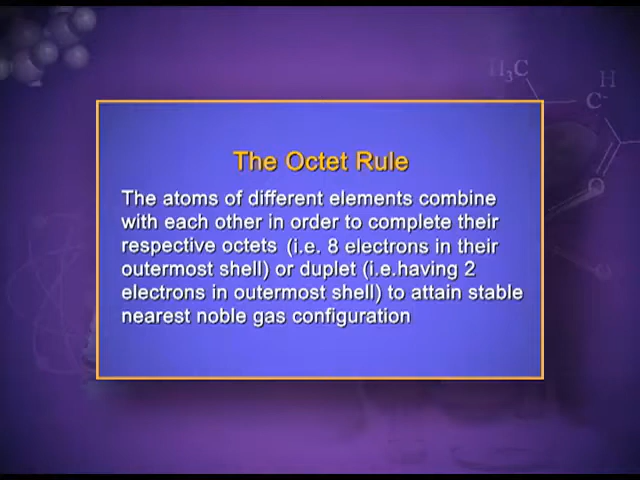 The Octet Rule
The atoms of different elements combine
with each other in order to complete their
respective octets (i.e. 8 electrons in their
outermost shell) or duplet (i.e.having 2
electrons in outermost shell) to attain stable
nearest noble gas configuration
H₃C
H
C
O